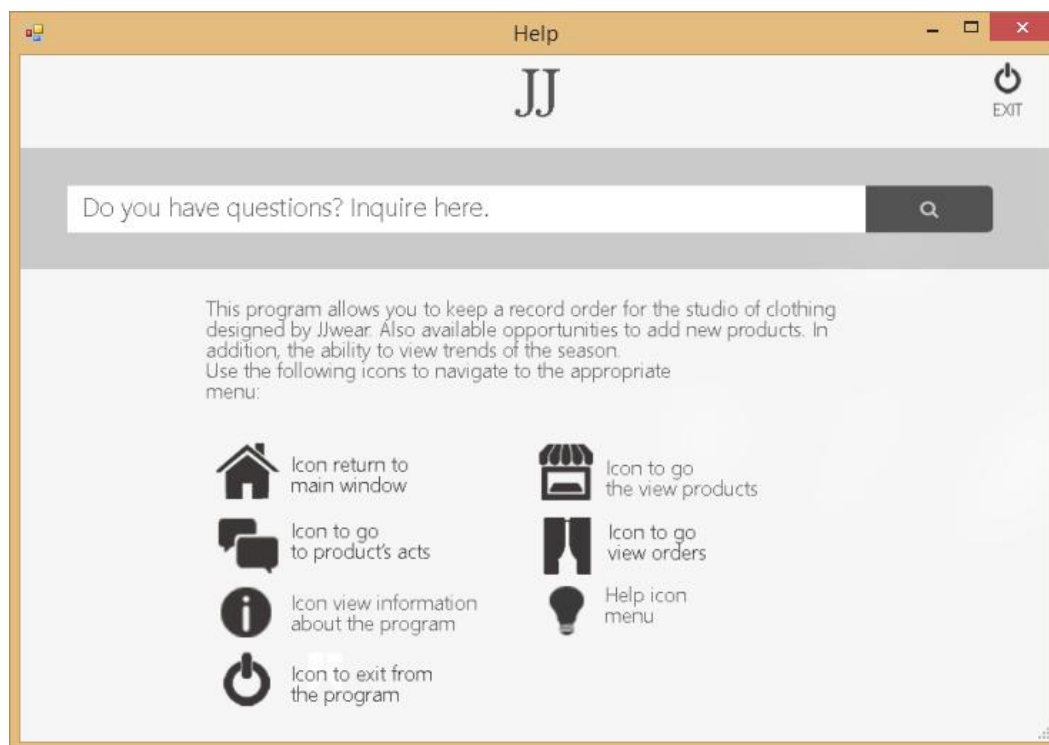 Help
JJ
EXIT
Do you have questions? Inquire here.
This program allows you to keep a record order for the studio of clothing
designed by JJwear. Also available opportunities to add new products. In
addition, the ability to view trends of the season.
Use the following icons to navigate to the appropriate
menu:
Icon return to
main window
Icon to go
the view products
Icon to go
to product's acts
Icon to go
view orders
Icon view information
about the program
Help icon
menu
Icon to exit from
the program